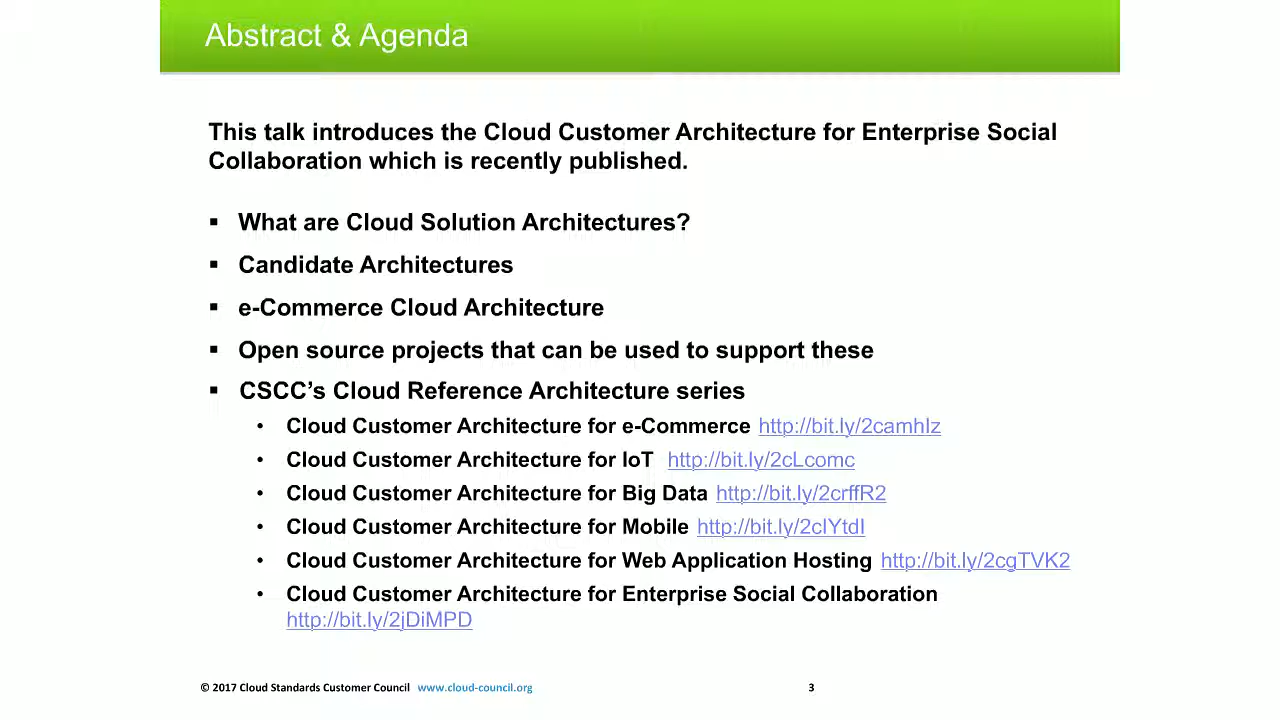 Abstract & Agenda
This talk introduces the Cloud Customer Architecture for Enterprise Social
Collaboration which is recently published.
▪ What are Cloud Solution Architectures?
▪ Candidate Architectures
▪ e-Commerce Cloud Architecture
▪ Open source projects that can be used to support these
▪ CSCC’s Cloud Reference Architecture series
• Cloud Customer Architecture for e-Commerce http://bit.ly/2camhIz
• Cloud Customer Architecture for IoT http://bit.ly/2cLcomc
• Cloud Customer Architecture for Big Data http://bit.ly/2crffR2
• Cloud Customer Architecture for Mobile http://bit.ly/2cIYtdI
• Cloud Customer Architecture for Web Application Hosting http://bit.ly/2cgTVK2
• Cloud Customer Architecture for Enterprise Social Collaboration
http://bit.ly/2jDiMPD
© 2017 Cloud Standards Customer Council www.cloud-council.org 3